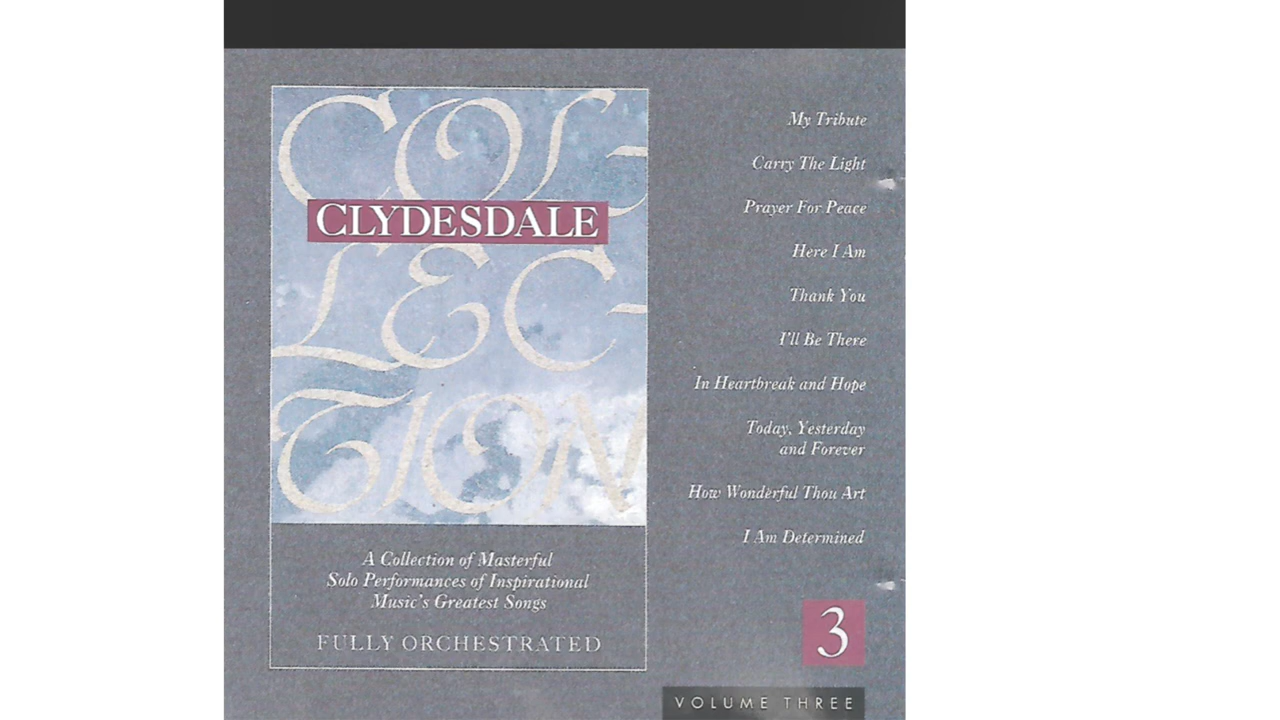 COL-
CLYDESDALE
LEC-
TION
A Collection of Masterful
Solo Performances of Inspirational
Music's Greatest Songs
FULLY ORCHESTRATED
My Tribute
Carry The Light
Prayer For Peace
Here I Am
Thank You
I'll Be There
In Heartbreak and Hope
Today, Yesterday
and Forever
How Wonderful Thou Art
I Am Determined
3
VOLUME THREE